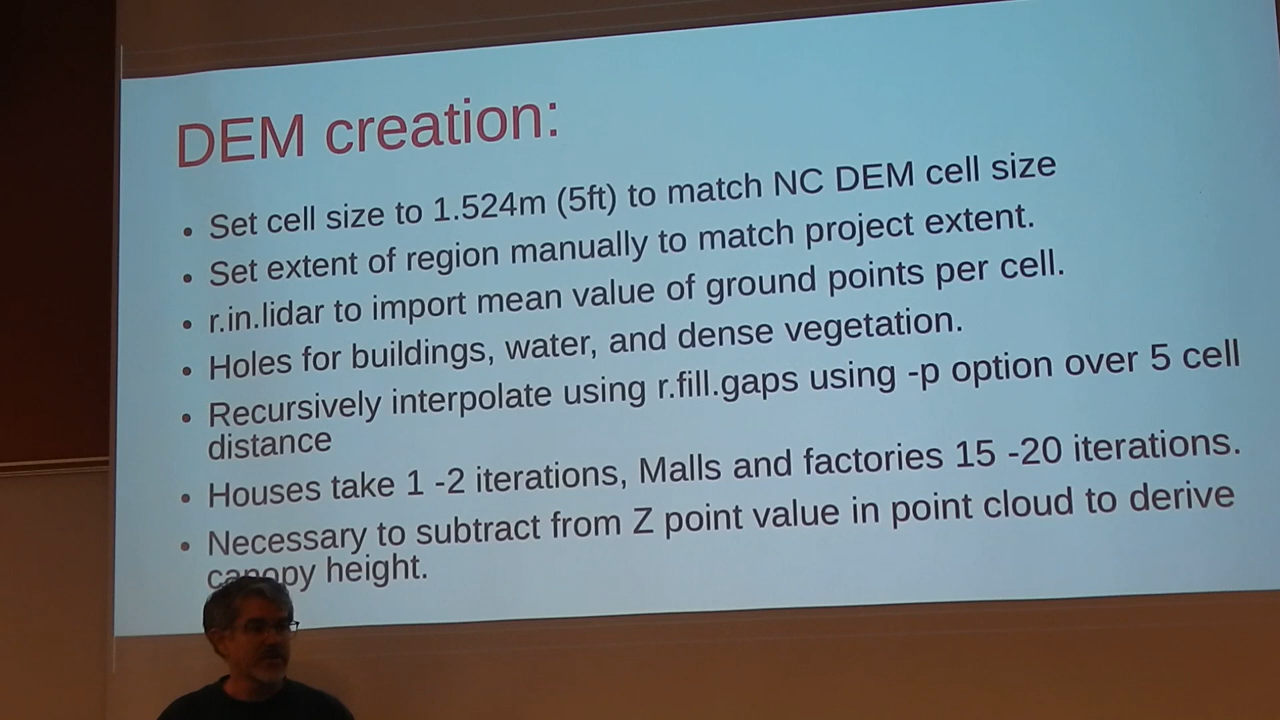 DEM creation:
• Set cell size to 1.524m (5ft) to match NC DEM cell size
• Set extent of region manually to match project extent.
• r.in.lidar to import mean value of ground points per cell.
• Holes for buildings, water, and dense vegetation.
• Recursively interpolate using r.fill.gaps using -p option over 5 cell
distance
• Houses take 1 -2 iterations, Malls and factories 15 -20 iterations.
• Necessary to subtract from Z point value in point cloud to derive
canopy height.